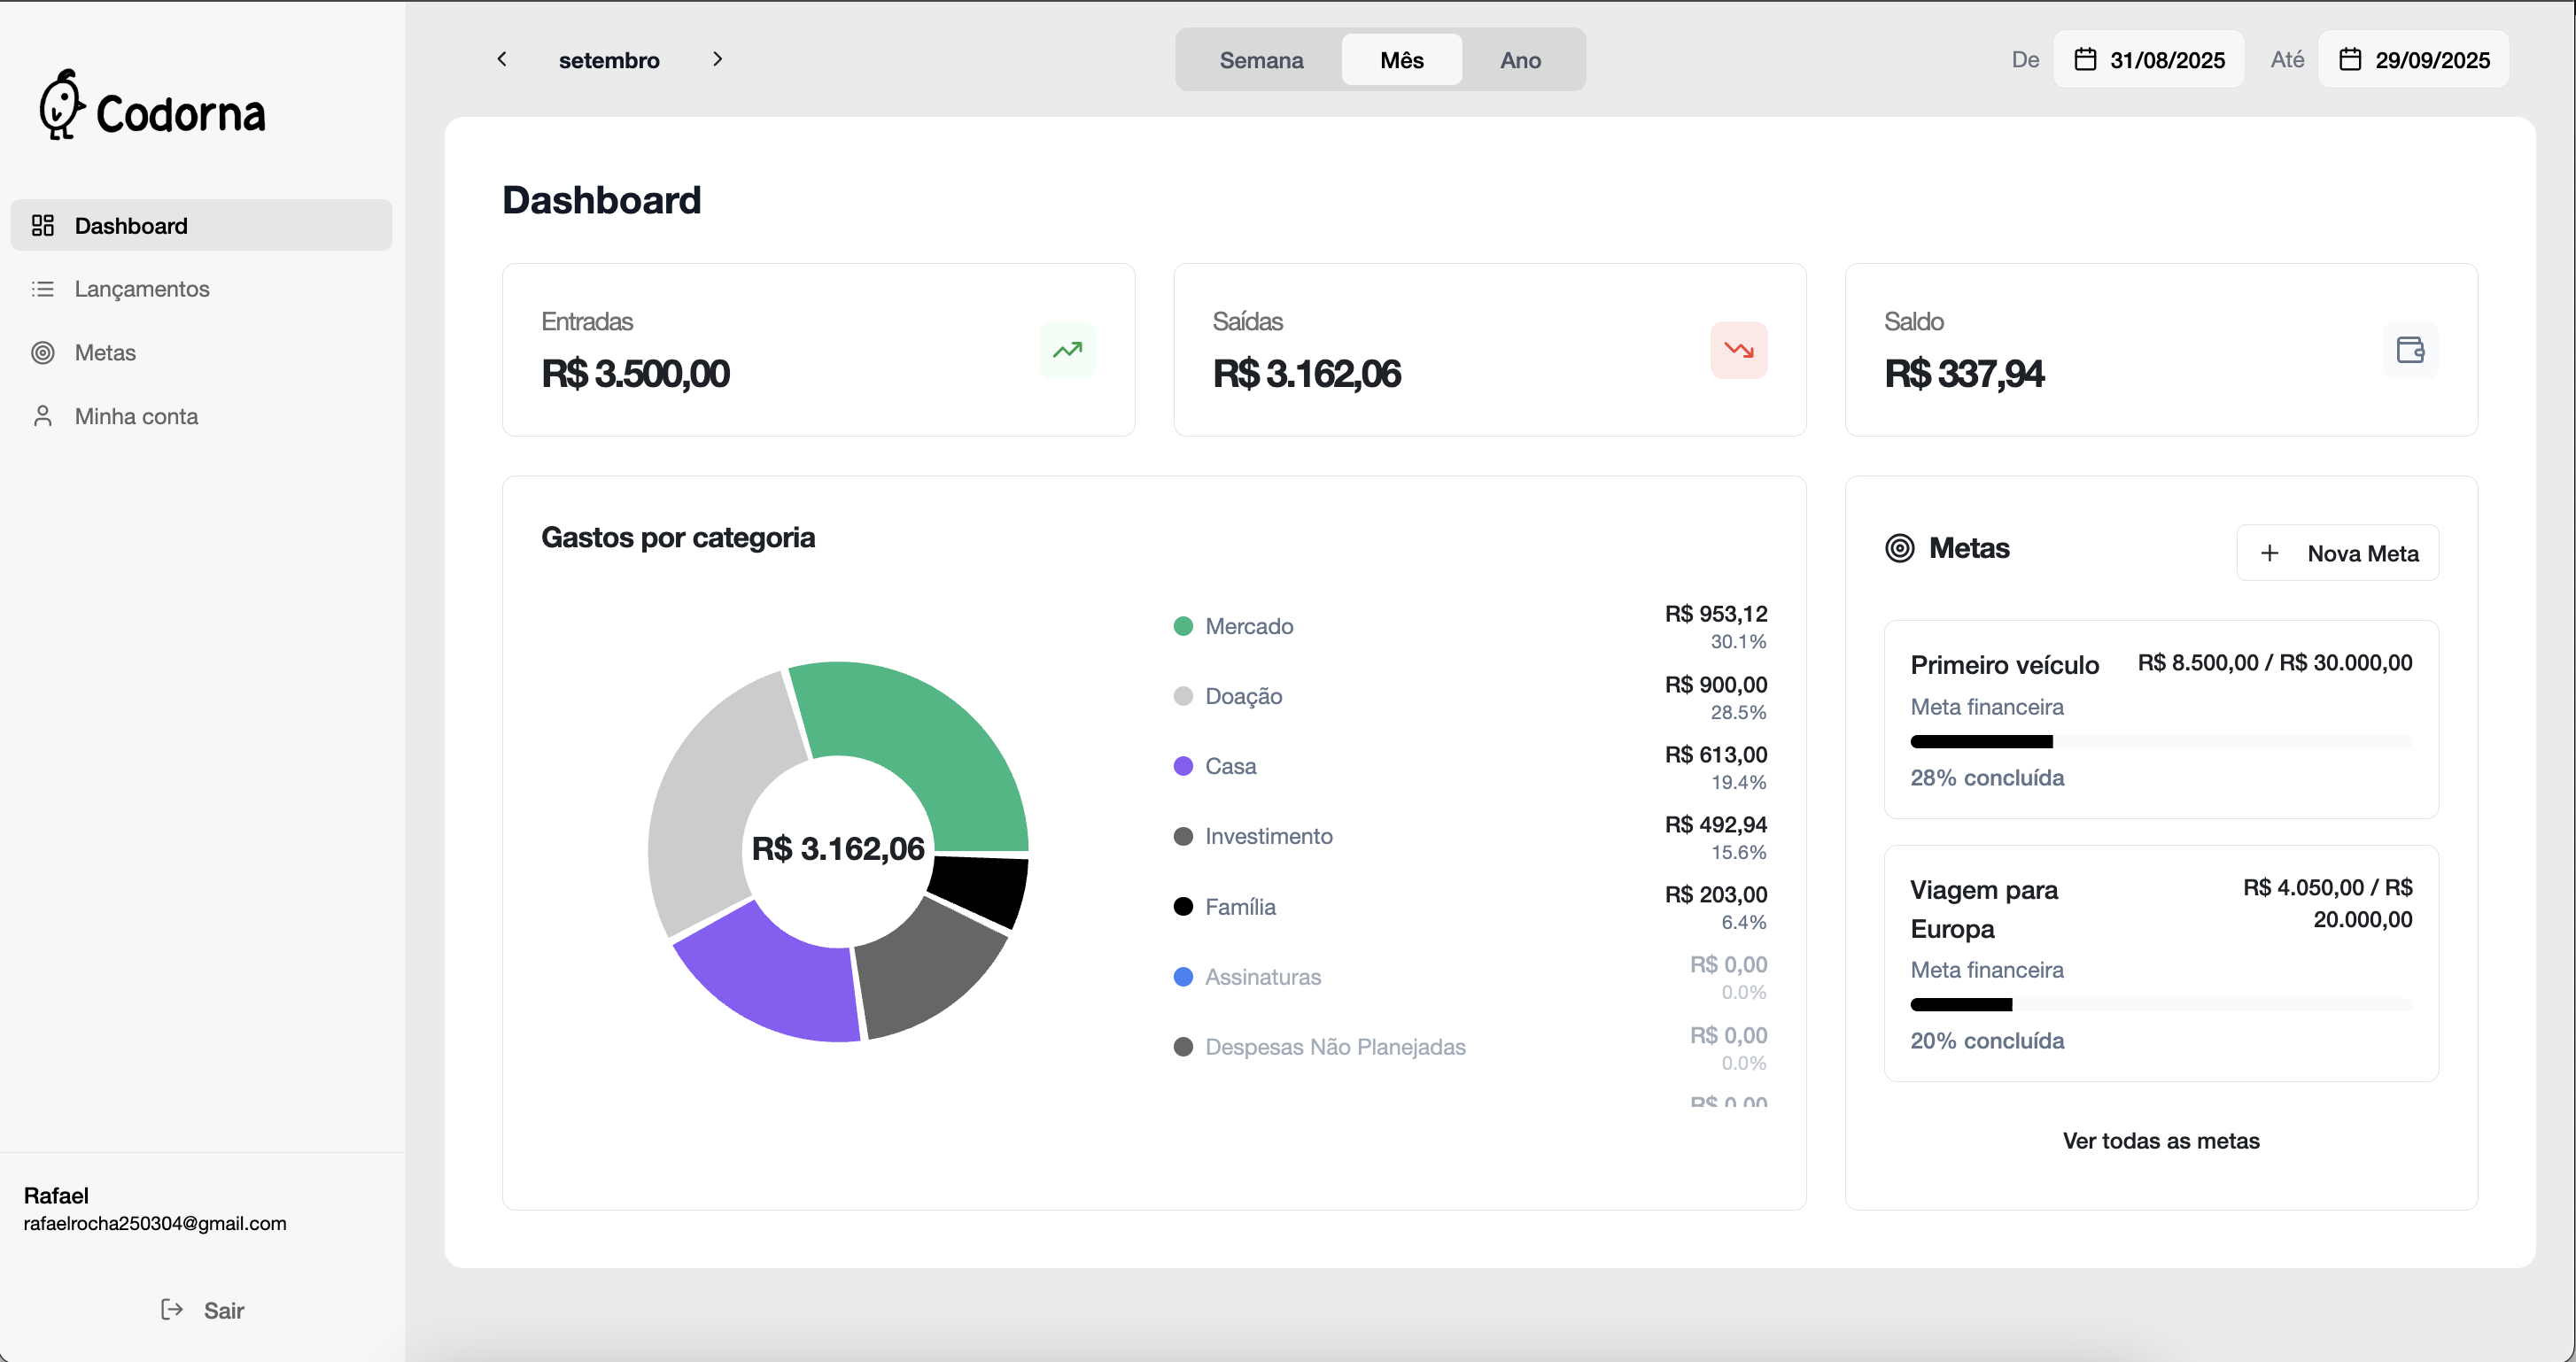 Codorna
Dashboard
Lançamentos
Metas
Minha conta
Rafael
rafaelrocha250304@gmail.com
Sair
setembro
Semana Mês Ano
De 31/08/2025 Até 29/09/2025
Dashboard
Entradas
R$ 3.500,00
Saídas
R$ 3.162,06
Saldo
R$ 337,94
Gastos por categoria
R$ 3.162,06
Mercado R$ 953,12
30.1%
Doação R$ 900,00
28.5%
Casa R$ 613,00
19.4%
Investimento R$ 492,94
15.6%
Família R$ 203,00
6.4%
Assinaturas R$ 0,00
0.0%
Despesas Não Planejadas R$ 0,00
0.0%
R$ 0,00
Metas
+ Nova Meta
Primeiro veículo R$ 8.500,00 / R$ 30.000,00
Meta financeira
28% concluída
Viagem para R$ 4.050,00 / R$
Europa 20.000,00
Meta financeira
20% concluída
Ver todas as metas